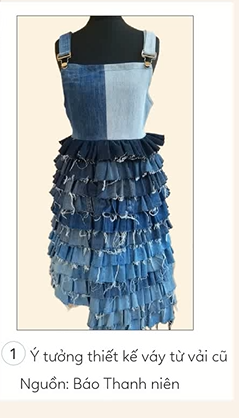 1 Ý tưởng thiết kế váy từ vải cũ
Nguồn: Báo Thanh niên